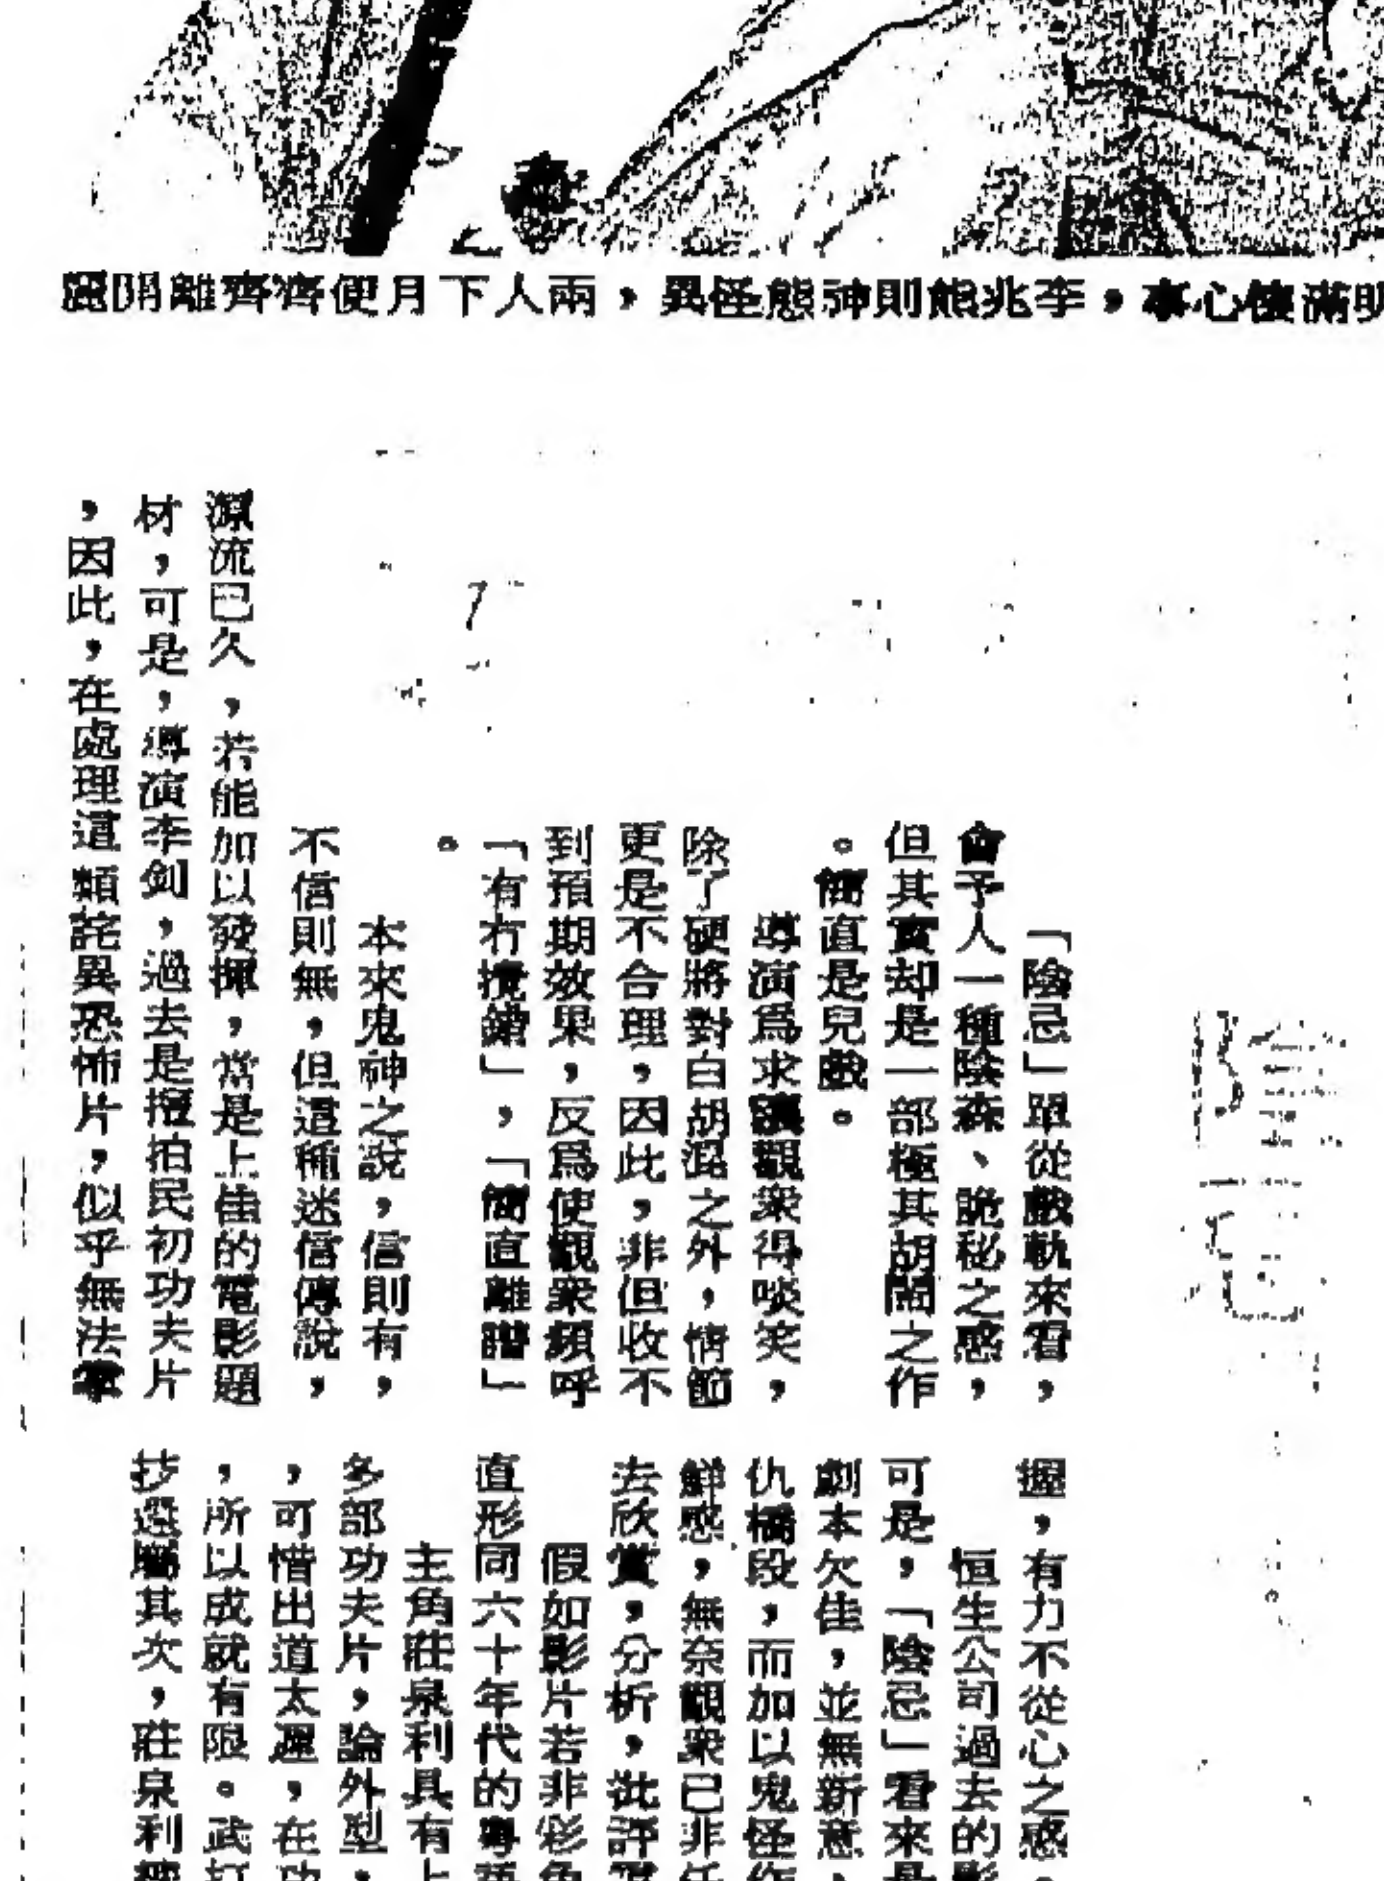 明滿懷心事，李兆熊則神態怪異，兩人下月便齊齊離隔
陰忌
「陰忌」單從戲軌來看，
會予人一種陰森、詭秘之感，
但其實却是一部極其胡鬧之作
。簡直是兒戲。
導演爲求讓觀衆得啖笑，
除了硬將對白胡混之外，情節
更是不合理，因此，非但收不
到預期效果，反爲使觀衆頻呼
「有冇攪錯」，「簡直離譜」
。
本來鬼神之說，信則有，
不信則無，但這種迷信傳說，
源流已久，若能加以發揮，當是上佳的電影題
材，可是，導演李釗，過去是擅拍民初功夫片
，因此，在處理這類詫異恐怖片，似乎無法掌
握，有力不從心之感。
恒生公司過去的影
可是，「陰忌」看來是
劇本欠佳，並無新意，
仇橋段，而加以鬼怪作
鮮感，無奈觀衆已非
去欣賞，分析，批評
假如影片若非彩色
直形同六十年代的粵語
主角莊泉利具有上
多部功夫片，論外型，
，可惜出道太遲，在功
，所以成就有限。武打
技選屬其次，莊泉利